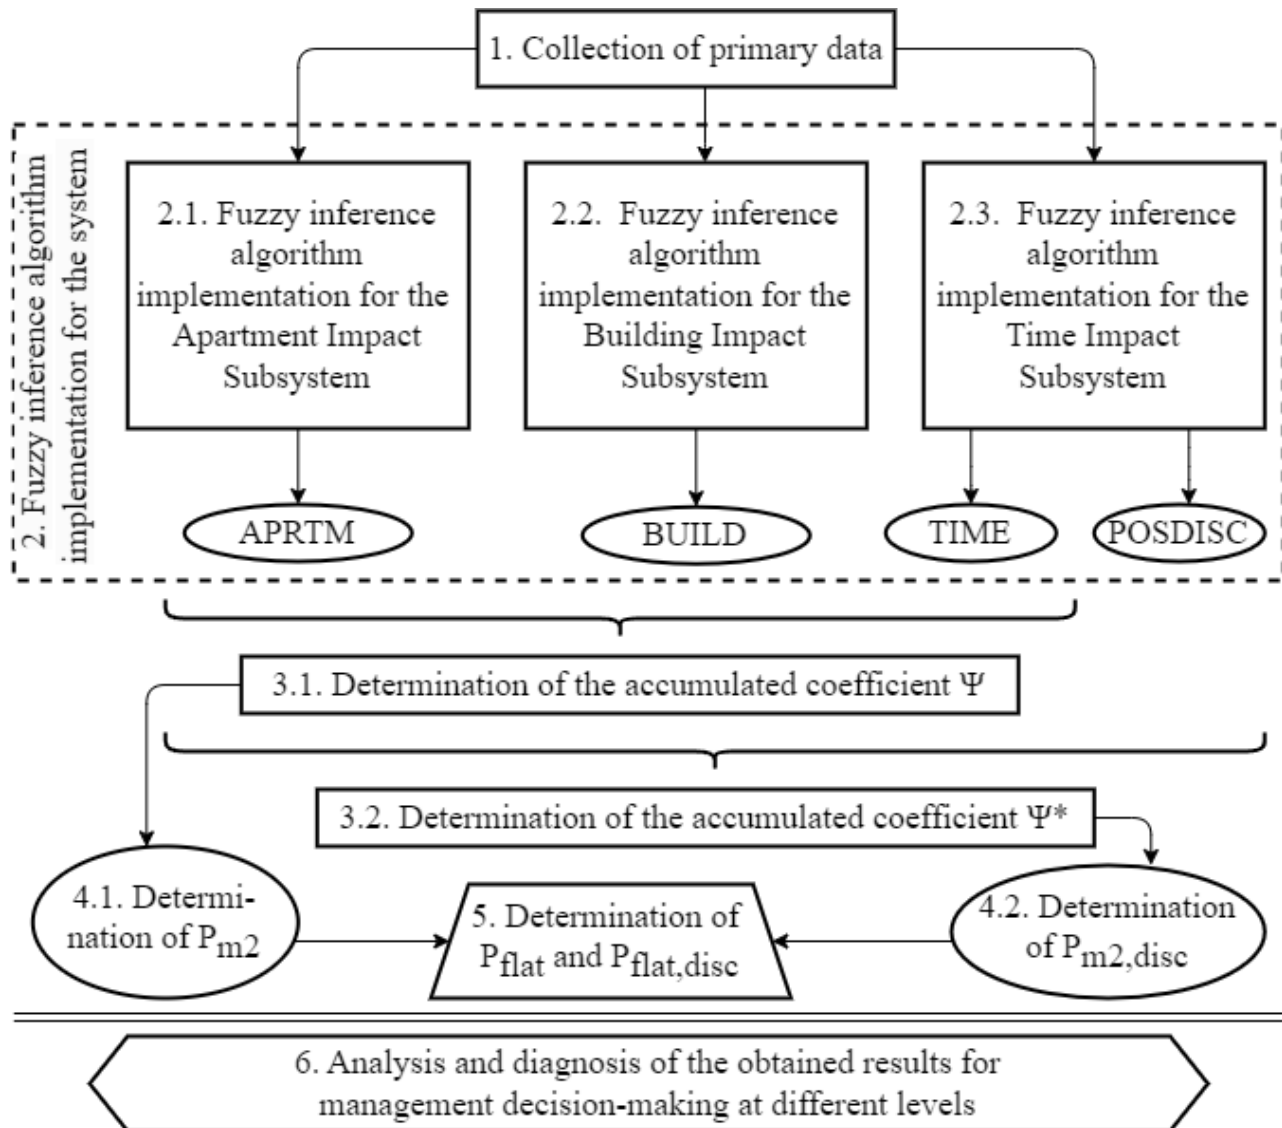 1. Collection of primary data
2. Fuzzy inference algorithm
implementation for the system
2.1. Fuzzy inference
algorithm
implementation for the
Apartment Impact
Subsystem
2.2. Fuzzy inference
algorithm
implementation for the
Building Impact
Subsystem
2.3. Fuzzy inference
algorithm
implementation for the
Time Impact
Subsystem
APRTM
BUILD
TIME
POSDISC
3.1. Determination of the accumulated coefficient Ψ
3.2. Determination of the accumulated coefficient Ψ*
4.1. Determi-
nation of Pm2
5. Determination of
Pflat and Pflat,disc
4.2. Determination
of Pm2,disc
6. Analysis and diagnosis of the obtained results for
management decision-making at different levels